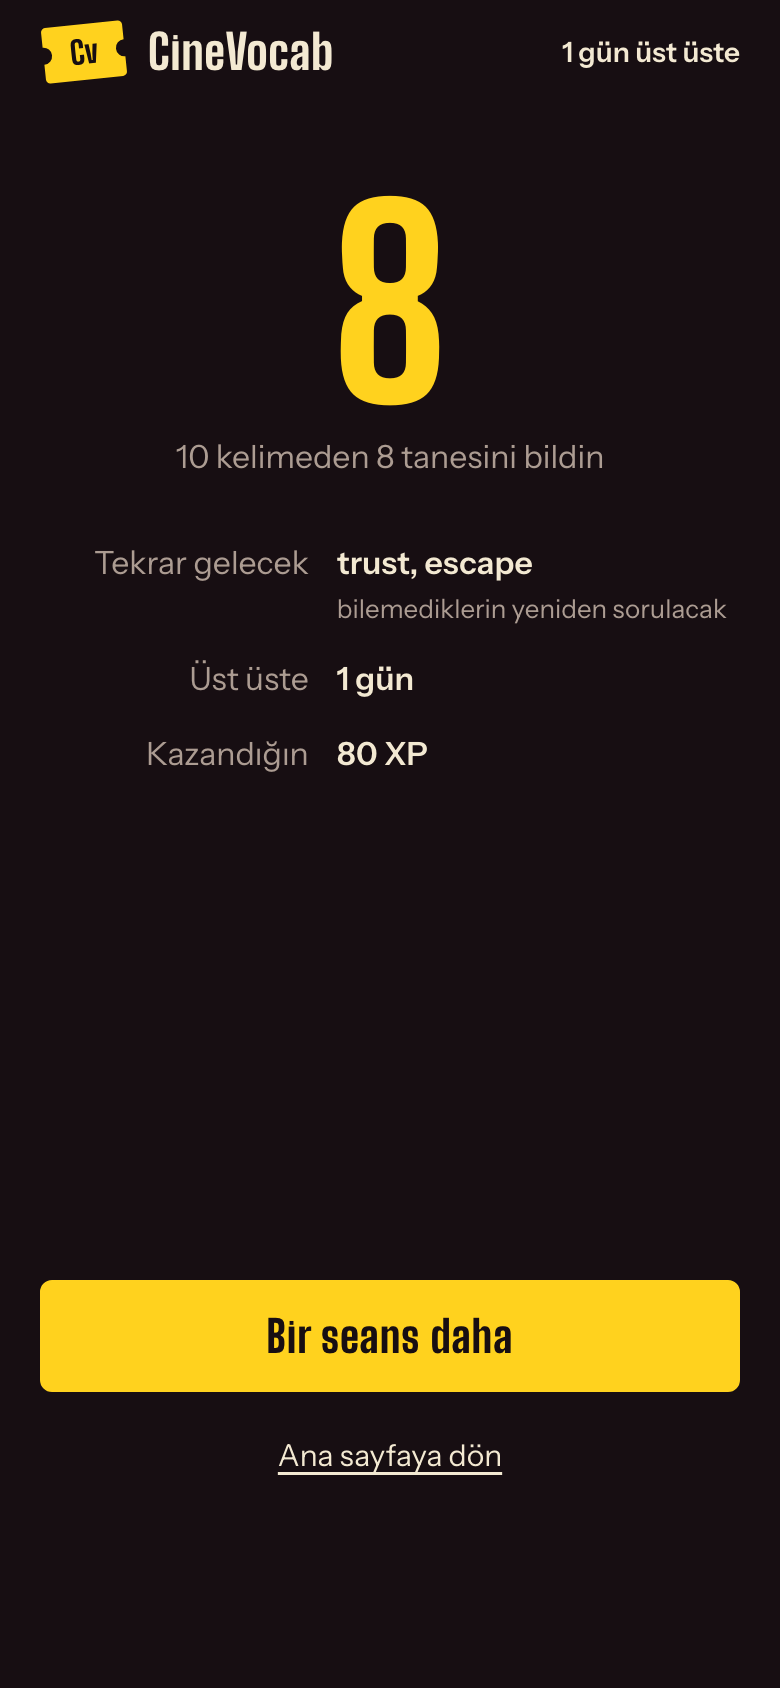 Cv
CineVocab
1 gün üst üste
8
10 kelimeden 8 tanesini bildin
Tekrar gelecek trust, escape
bilemediklerin yeniden sorulacak
Üst üste 1 gün
Kazandığın 80 XP
Bir seans daha
Ana sayfaya dön